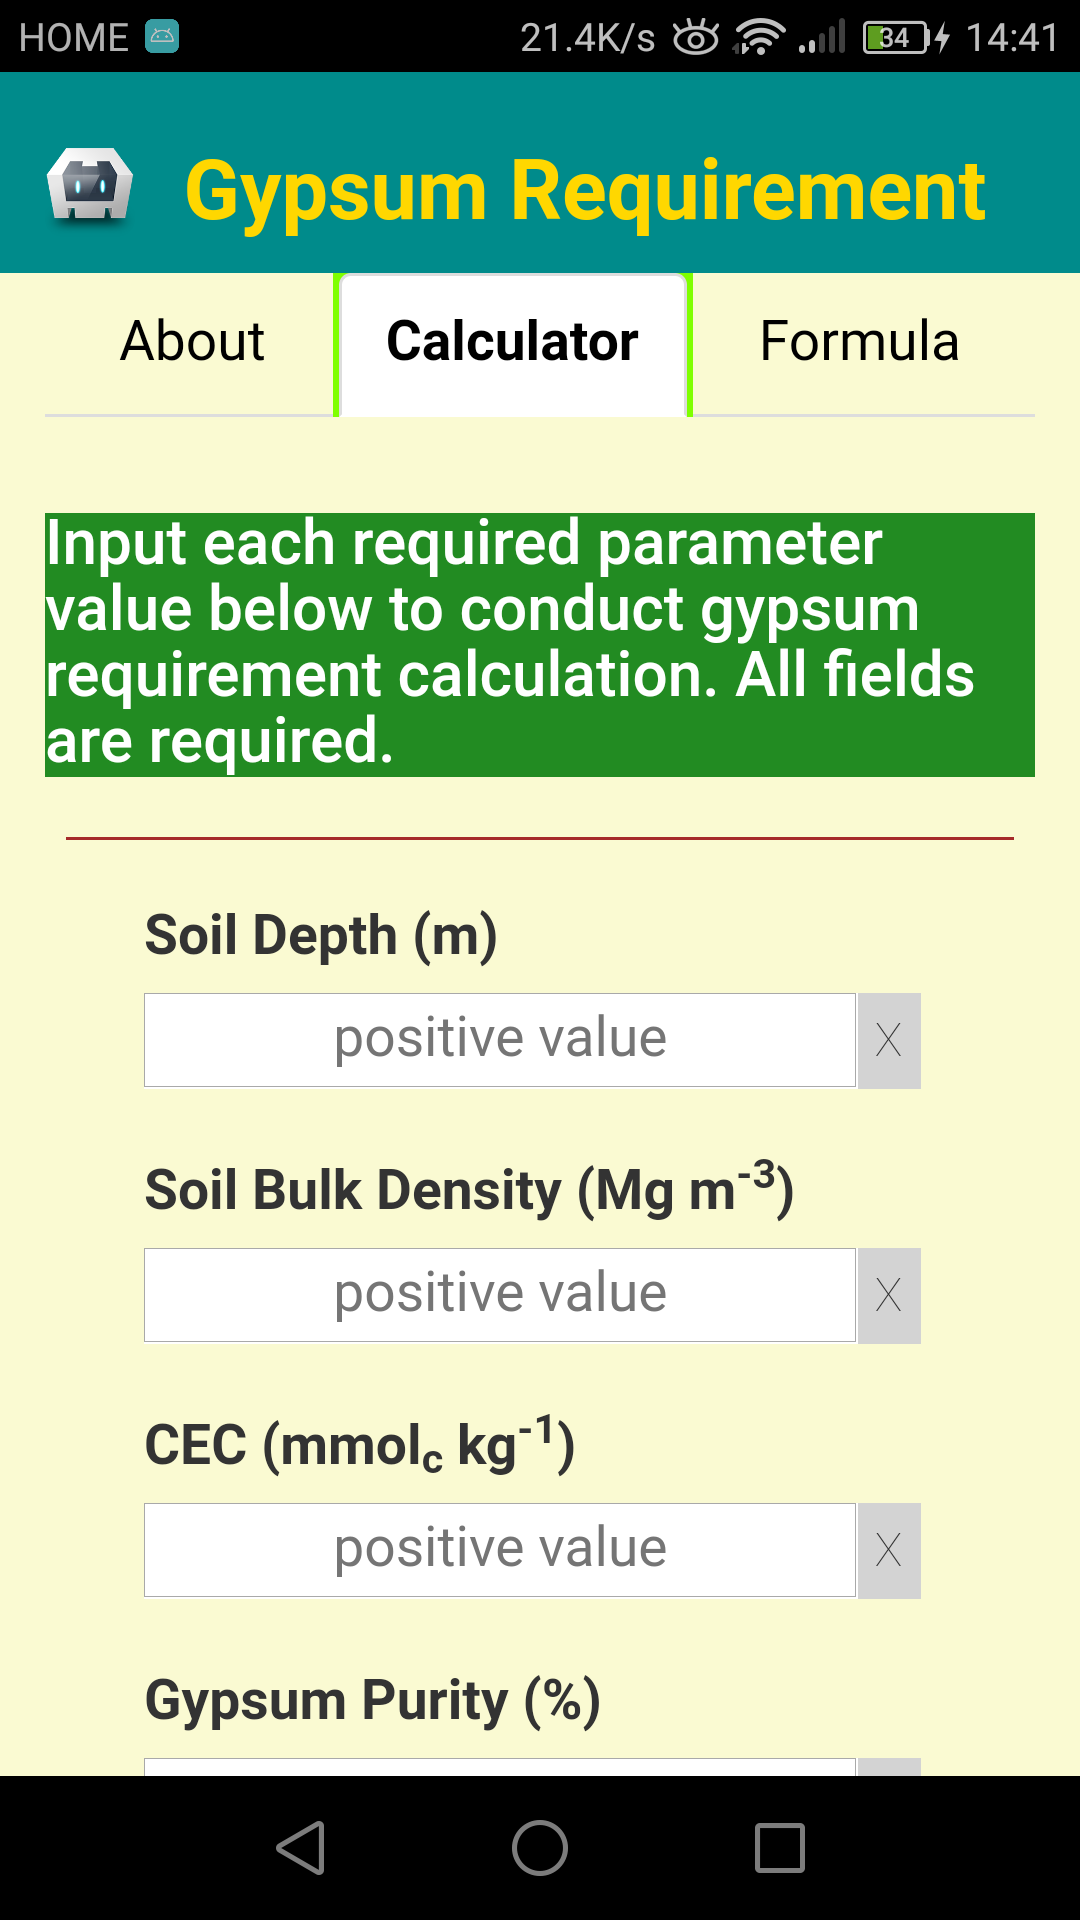 HOME 21.4K/s 34 14:41
Gypsum Requirement
About Calculator Formula
Input each required parameter
value below to conduct gypsum
requirement calculation. All fields
are required.
Soil Depth (m)
positive value X
Soil Bulk Density (Mg m⁻³)
positive value X
CEC (mmol꜀ kg⁻¹)
positive value X
Gypsum Purity (%)